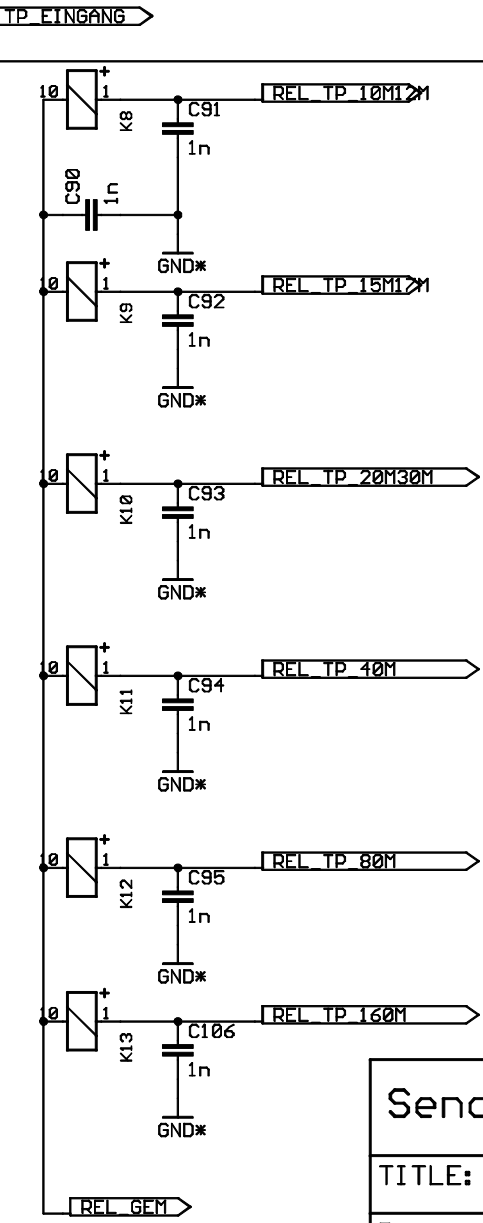 TP_EINGANG
10 + 1 K8 C91 1n REL_TP_10M12M
C90 1n
GND*
10 + 1 K9 C92 1n REL_TP_15M17M
GND*
10 + 1 K10 C93 1n REL_TP_20M30M
GND*
10 + 1 K11 C94 1n REL_TP_40M
GND*
10 + 1 K12 C95 1n REL_TP_80M
GND*
10 + 1 K13 C106 1n REL_TP_160M
GND*
Send
TITLE:
REL_GEM